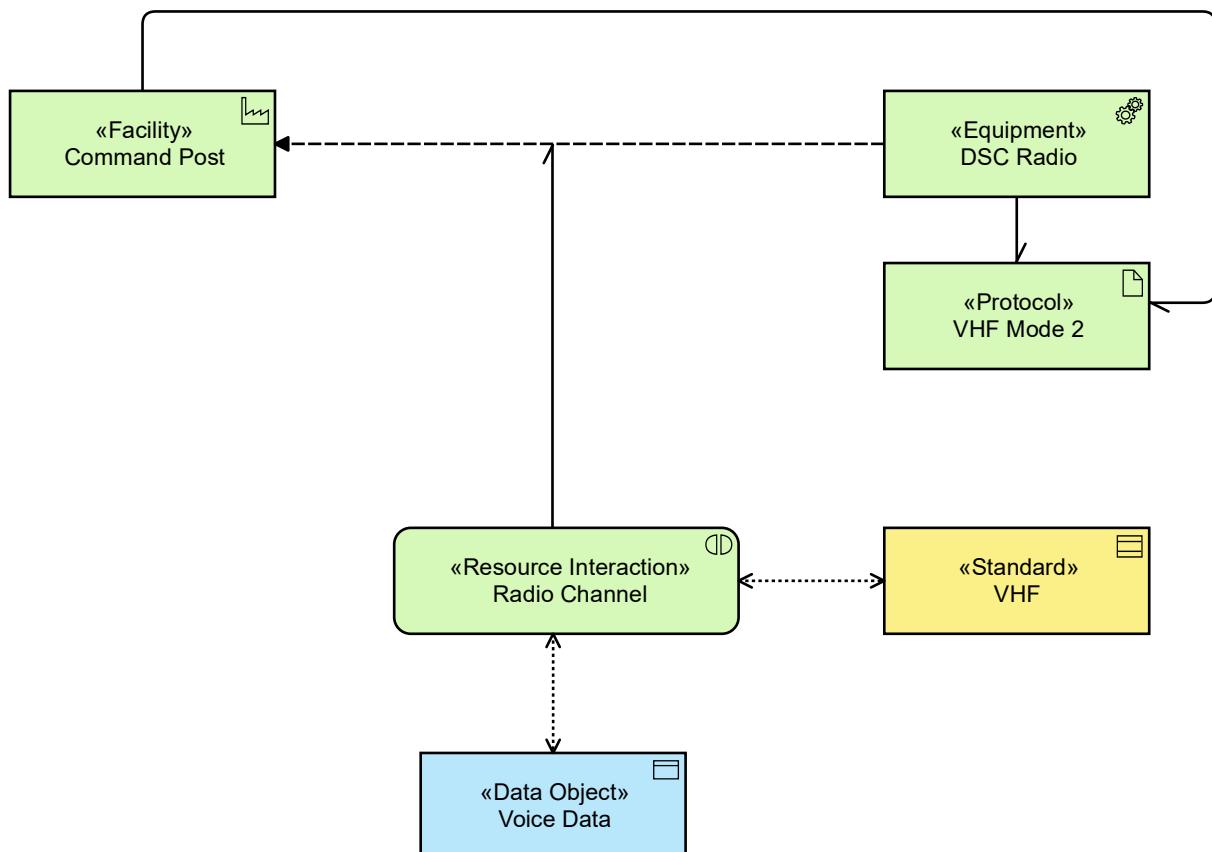 «Facility»
Command Post
«Equipment»
DSC Radio
«Protocol»
VHF Mode 2
«Resource Interaction»
Radio Channel
«Standard»
VHF
«Data Object»
Voice Data